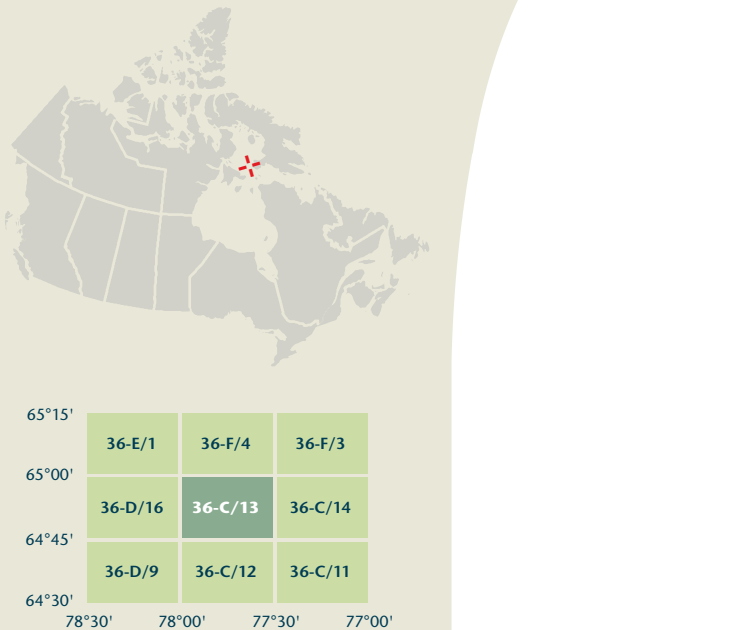 65°15'
36-E/1 36-F/4 36-F/3
65°00'
36-D/16 36-C/13 36-C/14
64°45'
36-D/9 36-C/12 36-C/11
64°30'
78°30' 78°00' 77°30' 77°00'